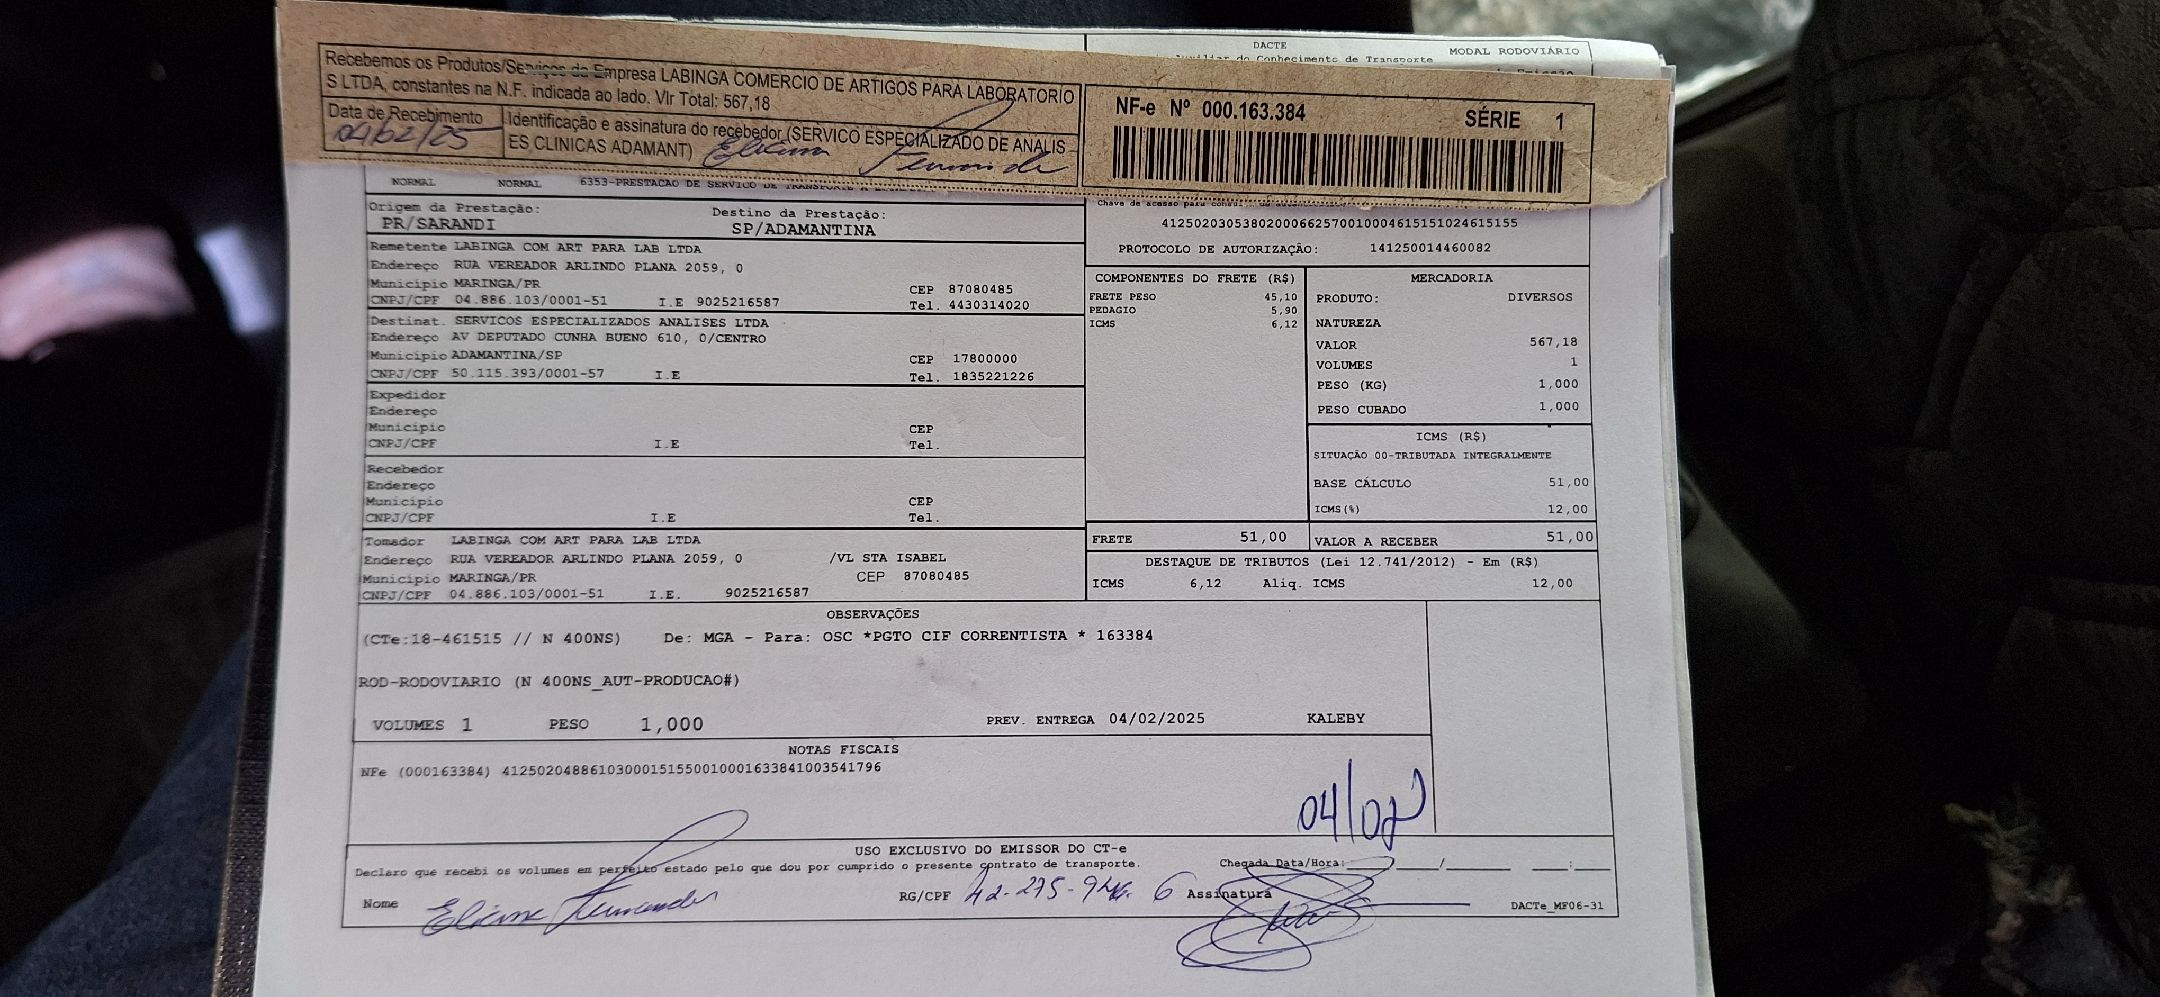 DACTE
MODAL RODOVIÁRIO
do Conhecimento de Transporte
Recebemos os Produtos/Serviços da Empresa LABINGA COMERCIO DE ARTIGOS PARA LABORATORIO
S LTDA, constantes na N.F. indicada ao lado. Vlr Total: 567,18
Data de Recebimento
Identificação e assinatura do recebedor (SERVICO ESPECIALIZADO DE ANALIS
ES CLINICAS ADAMANT)
NF-e Nº 000.163.384
SÉRIE 1
NORMAL NORMAL 6353-PRESTACAO DE SERVICO DE TRANSPORTE A
Origem da Prestação:
PR/SARANDI
Destino da Prestação:
SP/ADAMANTINA
Remetente LABINGA COM ART PARA LAB LTDA
Endereço RUA VEREADOR ARLINDO PLANA 2059, 0
Municipio MARINGA/PR CEP 87080485
CNPJ/CPF 04.886.103/0001-51 I.E 9025216587 Tel. 4430314020
Destinat. SERVICOS ESPECIALIZADOS ANALISES LTDA
Endereço AV DEPUTADO CUNHA BUENO 610, 0/CENTRO
Municipio ADAMANTINA/SP CEP 17800000
CNPJ/CPF 50.115.393/0001-57 I.E Tel. 1835221226
Expedidor
Endereço
Municipio CEP
CNPJ/CPF I.E Tel.
Recebedor
Endereço
Municipio CEP
CNPJ/CPF I.E Tel.
Tomador LABINGA COM ART PARA LAB LTDA
Endereço RUA VEREADOR ARLINDO PLANA 2059, 0 /VL STA ISABEL
Municipio MARINGA/PR CEP 87080485
CNPJ/CPF 04.886.103/0001-51 I.E. 9025216587
Chave de acesso para
41250203053802000662570010004615151024615155
PROTOCOLO DE AUTORIZAÇÃO: 141250014460082
COMPONENTES DO FRETE (R$)
FRETE PESO 45,10
PEDAGIO 5,90
ICMS 6,12
MERCADORIA
PRODUTO: DIVERSOS
NATUREZA
VALOR 567,18
VOLUMES 1
PESO (KG) 1,000
PESO CUBADO 1,000
ICMS (R$)
SITUAÇÃO 00-TRIBUTADA INTEGRALMENTE
BASE CÁLCULO 51,00
ICMS(%) 12,00
FRETE 51,00
VALOR A RECEBER 51,00
DESTAQUE DE TRIBUTOS (Lei 12.741/2012) - Em (R$)
ICMS 6,12 Aliq. ICMS 12,00
OBSERVAÇÕES
(CTe:18-461515 // N 400NS) De: MGA - Para: OSC *PGTO CIF CORRENTISTA * 163384
ROD-RODOVIARIO (N 400NS_AUT-PRODUCAO#)
VOLUMES 1 PESO 1,000 PREV. ENTREGA 04/02/2025 KALEBY
NOTAS FISCAIS
NFe (000163384) 41250204886103000151550010001633841003541796
04/02
USO EXCLUSIVO DO EMISSOR DO CT-e
Declaro que recebi os volumes em perfeito estado pelo que dou por cumprido o presente contrato de transporte.
Chegada Data/Hora: / :
Nome RG/CPF Assinatura
DACTe_MF06-31